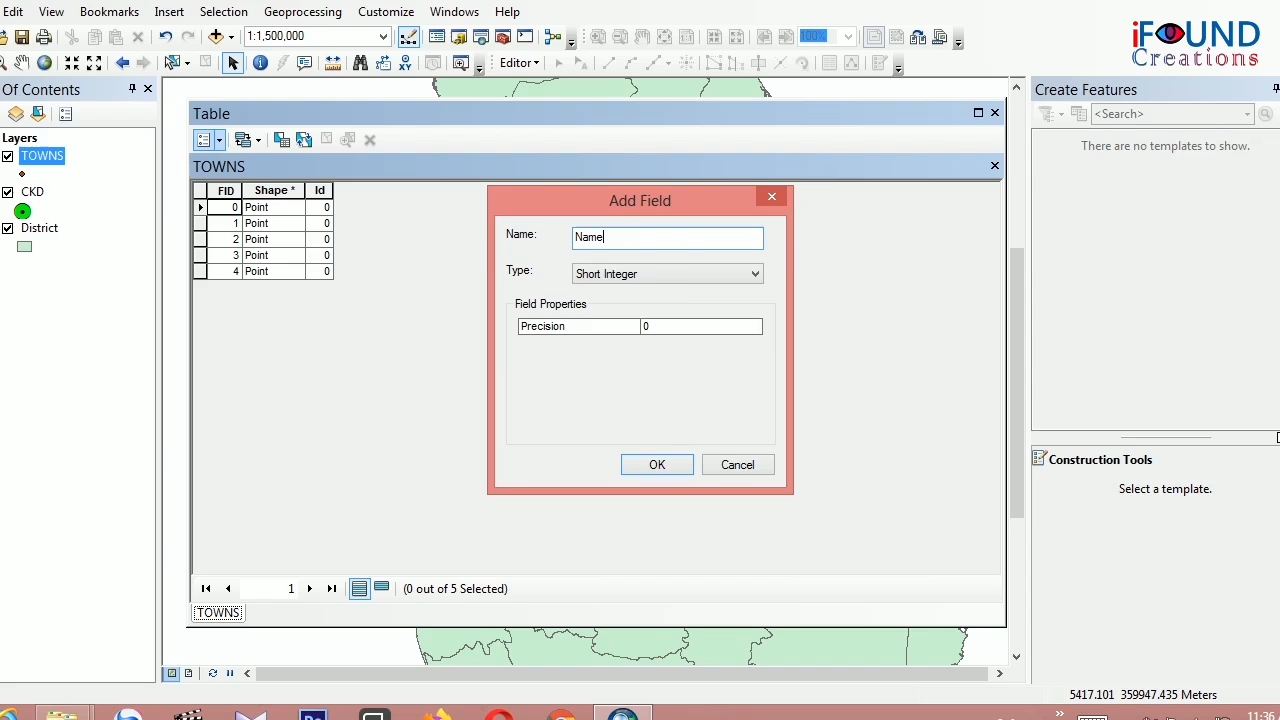 Edit View Bookmarks Insert Selection Geoprocessing Customize Windows Help
1:1,500,000
100%
Editor
iFOUND
Creations
Of Contents
Layers
TOWNS
CKD
District
Table
TOWNS
FID Shape * Id
0 Point 0
1 Point 0
2 Point 0
3 Point 0
4 Point 0
Add Field
Name: Name
Type: Short Integer
Field Properties
Precision 0
OK Cancel
1 (0 out of 5 Selected)
TOWNS
Create Features
<Search>
There are no templates to show.
Construction Tools
Select a template.
5417.101 359947.435 Meters
11:36